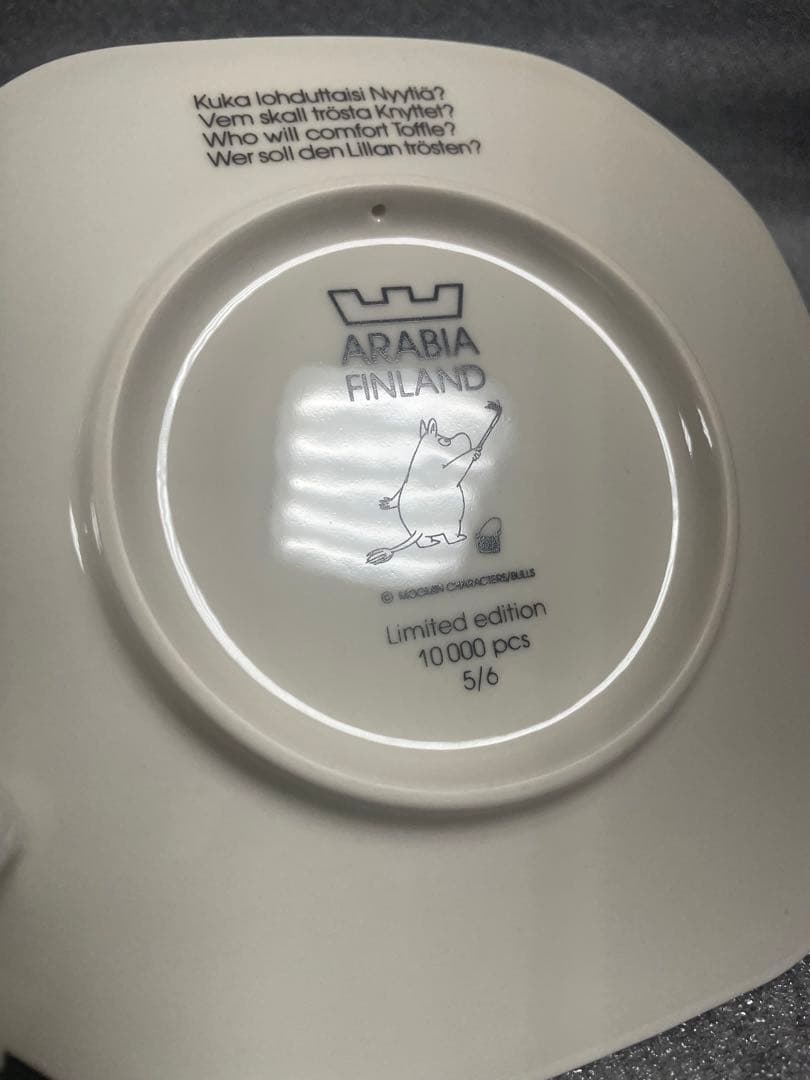 Kuka lohduttaisi Nyytiä?
Vem skall trösta Knyttet?
Who will comfort Toffle?
Wer soll den Lillan trösten?
ARABIA
FINLAND
© MOOMIN CHARACTERS/BULLS
Limited edition
10 000 pcs
5/6